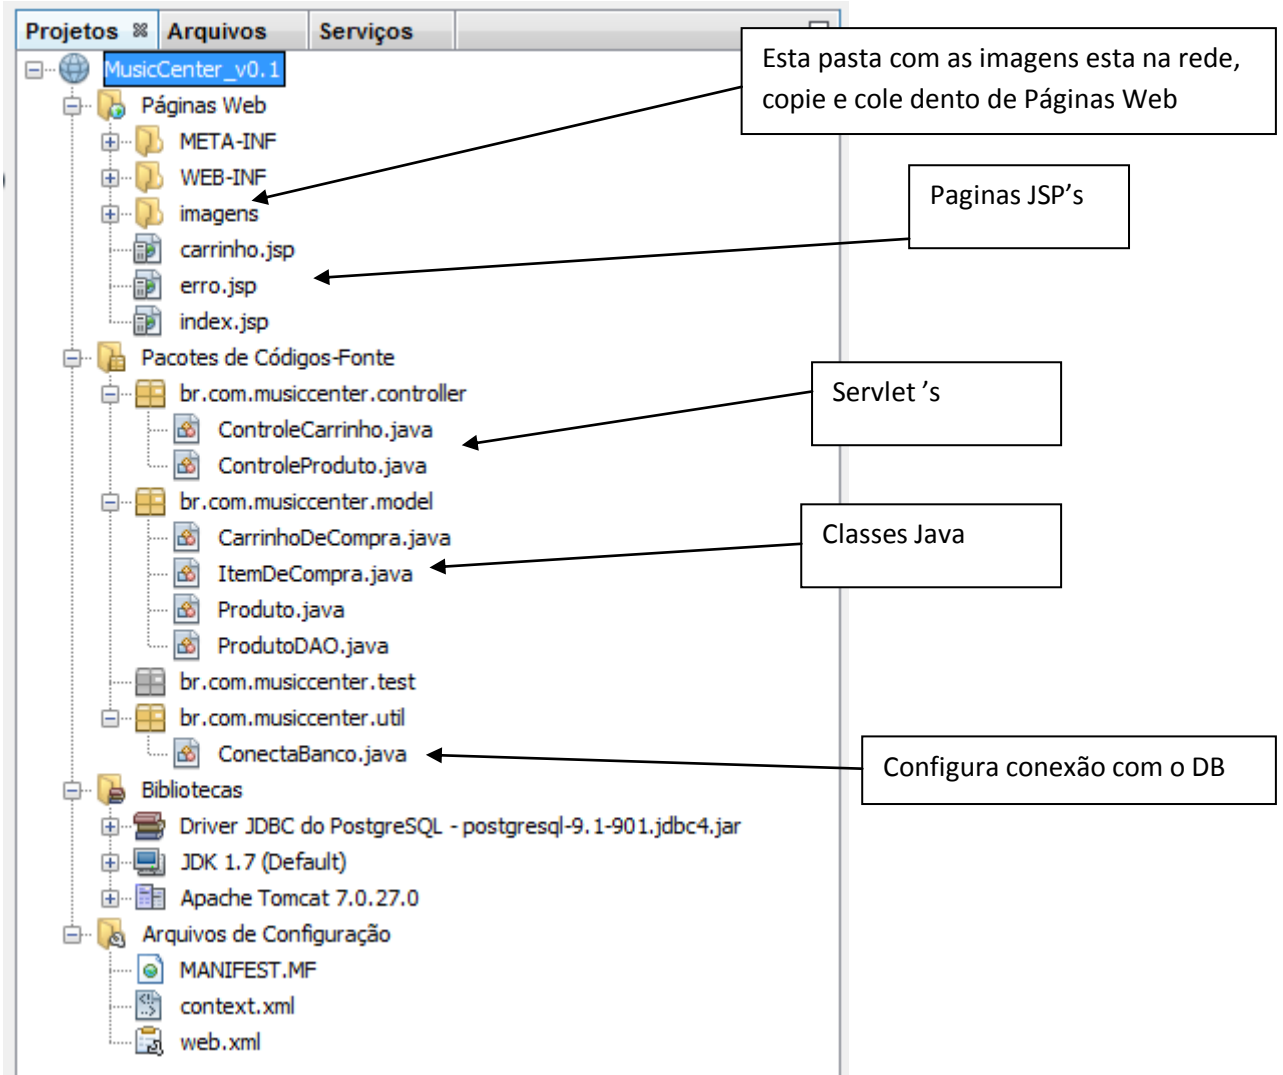 Projetos Arquivos Serviços
MusicCenter_v0.1
Páginas Web
META-INF
WEB-INF
imagens
carrinho.jsp
erro.jsp
index.jsp
Pacotes de Códigos-Fonte
br.com.musiccenter.controller
ControleCarrinho.java
ControleProduto.java
br.com.musiccenter.model
CarrinhoDeCompra.java
ItemDeCompra.java
Produto.java
ProdutoDAO.java
br.com.musiccenter.test
br.com.musiccenter.util
ConectaBanco.java
Bibliotecas
Driver JDBC do PostgreSQL - postgresql-9.1-901.jdbc4.jar
JDK 1.7 (Default)
Apache Tomcat 7.0.27.0
Arquivos de Configuração
MANIFEST.MF
context.xml
web.xml
Esta pasta com as imagens esta na rede,
copie e cole dento de Páginas Web
Paginas JSP’s
Servlet ’s
Classes Java
Configura conexão com o DB